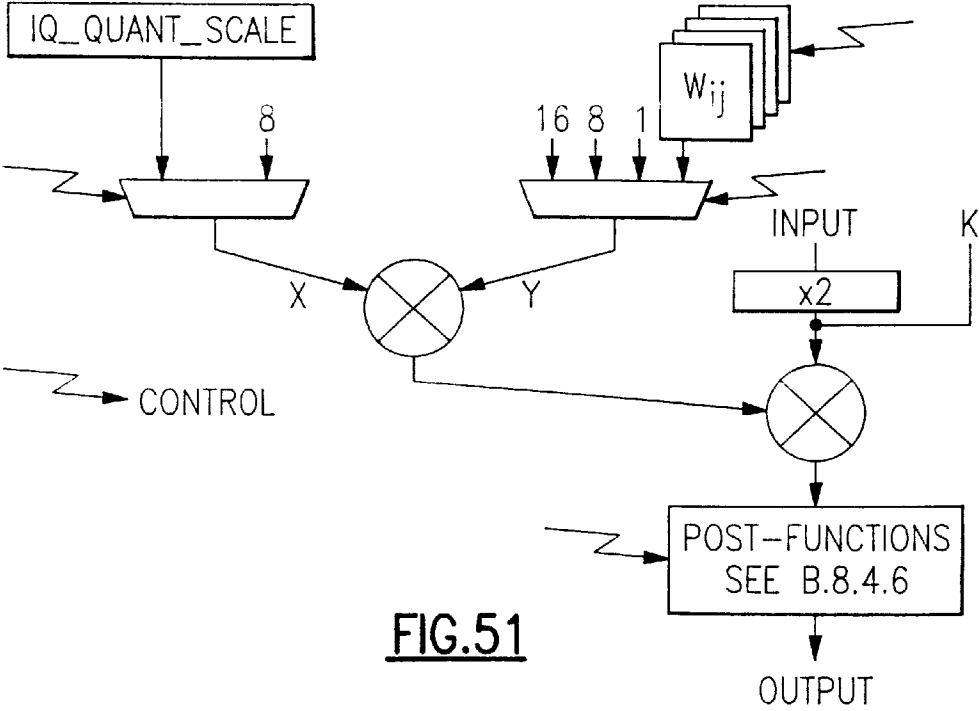 IQ_QUANT_SCALE
Wij
8
16 8 1
INPUT K
x2
X Y
CONTROL
POST-FUNCTIONS
SEE B.8.4.6
FIG.51
OUTPUT